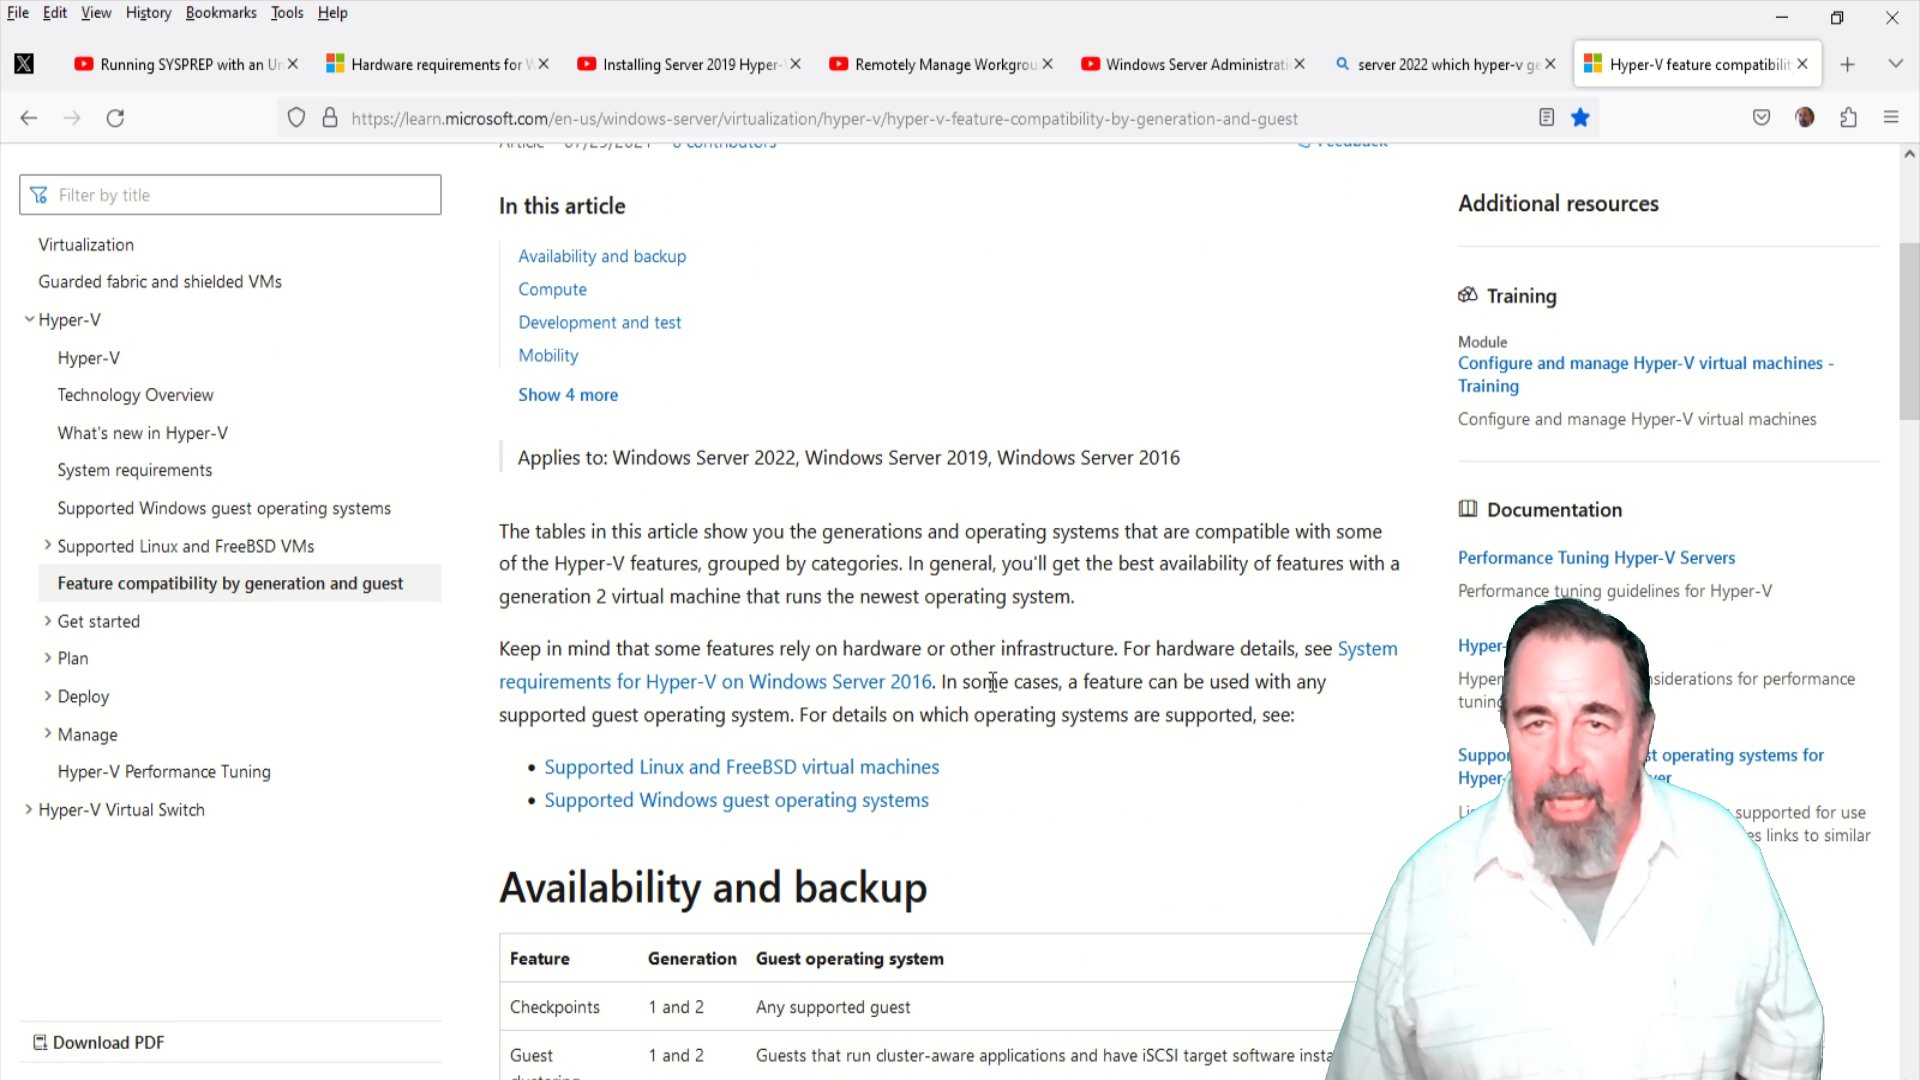 File Edit View History Bookmarks Tools Help
Running SYSPREP with an Un
Hardware requirements for W
Installing Server 2019 Hyper-
Remotely Manage Workgrou
Windows Server Administrati
server 2022 which hyper-v ge
Hyper-V feature compatibilit
https://learn.microsoft.com/en-us/windows-server/virtualization/hyper-v/hyper-v-feature-compatibility-by-generation-and-guest
Filter by title
Virtualization
Guarded fabric and shielded VMs
Hyper-V
Hyper-V
Technology Overview
What's new in Hyper-V
System requirements
Supported Windows guest operating systems
Supported Linux and FreeBSD VMs
Feature compatibility by generation and guest
Get started
Plan
Deploy
Manage
Hyper-V Performance Tuning
Hyper-V Virtual Switch
Download PDF
Feedback
In this article
Availability and backup
Compute
Development and test
Mobility
Show 4 more
Applies to: Windows Server 2022, Windows Server 2019, Windows Server 2016
The tables in this article show you the generations and operating systems that are compatible with some
of the Hyper-V features, grouped by categories. In general, you'll get the best availability of features with a
generation 2 virtual machine that runs the newest operating system.
Keep in mind that some features rely on hardware or other infrastructure. For hardware details, see System
requirements for Hyper-V on Windows Server 2016. In some cases, a feature can be used with any
supported guest operating system. For details on which operating systems are supported, see:
• Supported Linux and FreeBSD virtual machines
• Supported Windows guest operating systems
Availability and backup
Feature Generation Guest operating system
Checkpoints 1 and 2 Any supported guest
Guest 1 and 2 Guests that run cluster-aware applications and have iSCSI target software insta
Additional resources
Training
Module
Configure and manage Hyper-V virtual machines -
Training
Configure and manage Hyper-V virtual machines
Documentation
Performance Tuning Hyper-V Servers
Performance tuning guidelines for Hyper-V
Hyper-
Hyper siderations for performance
tuning
Suppo st operating systems for
Hyper- ver
Li supported for use
es links to similar